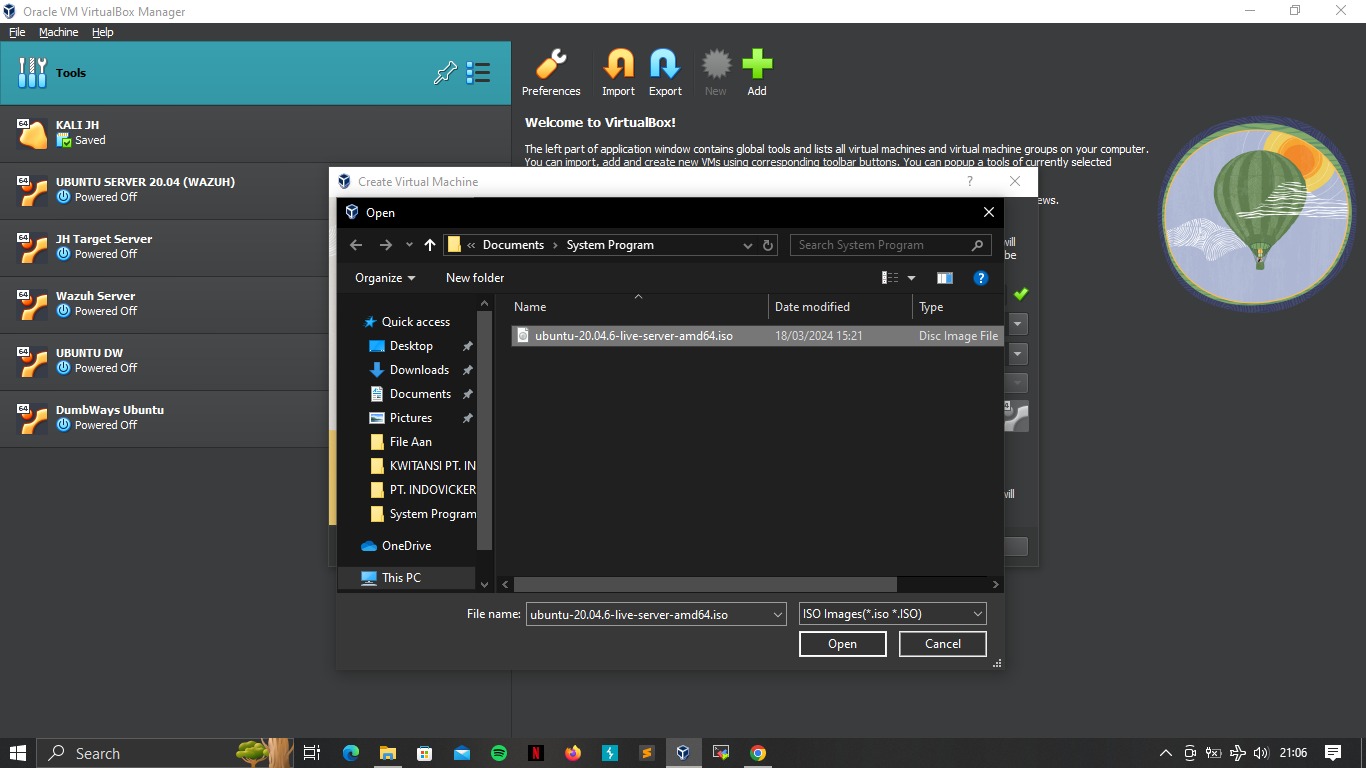 Oracle VM VirtualBox Manager
File Machine Help
Tools
Preferences Import Export New Add
64 KALI JH
Saved
64 UBUNTU SERVER 20.04 (WAZUH)
Powered Off
64 JH Target Server
Powered Off
64 Wazuh Server
Powered Off
64 UBUNTU DW
Powered Off
64 DumbWays Ubuntu
Powered Off
Welcome to VirtualBox!
The left part of application window contains global tools and lists all virtual machines and virtual machine groups on your computer.
You can import, add and create new VMs using corresponding toolbar buttons. You can popup a tools of currently selected
ews.
Create Virtual Machine ?
will
be
will
Open
« Documents › System Program
Search System Program
Organize New folder ?
Quick access
Desktop
Downloads
Documents
Pictures
File Aan
KWITANSI PT. IN
PT. INDOVICKER
System Program
OneDrive
This PC
Name Date modified Type
ubuntu-20.04.6-live-server-amd64.iso 18/03/2024 15:21 Disc Image File
File name: ubuntu-20.04.6-live-server-amd64.iso ISO Images(*.iso *.ISO)
Open Cancel
Search
21:06